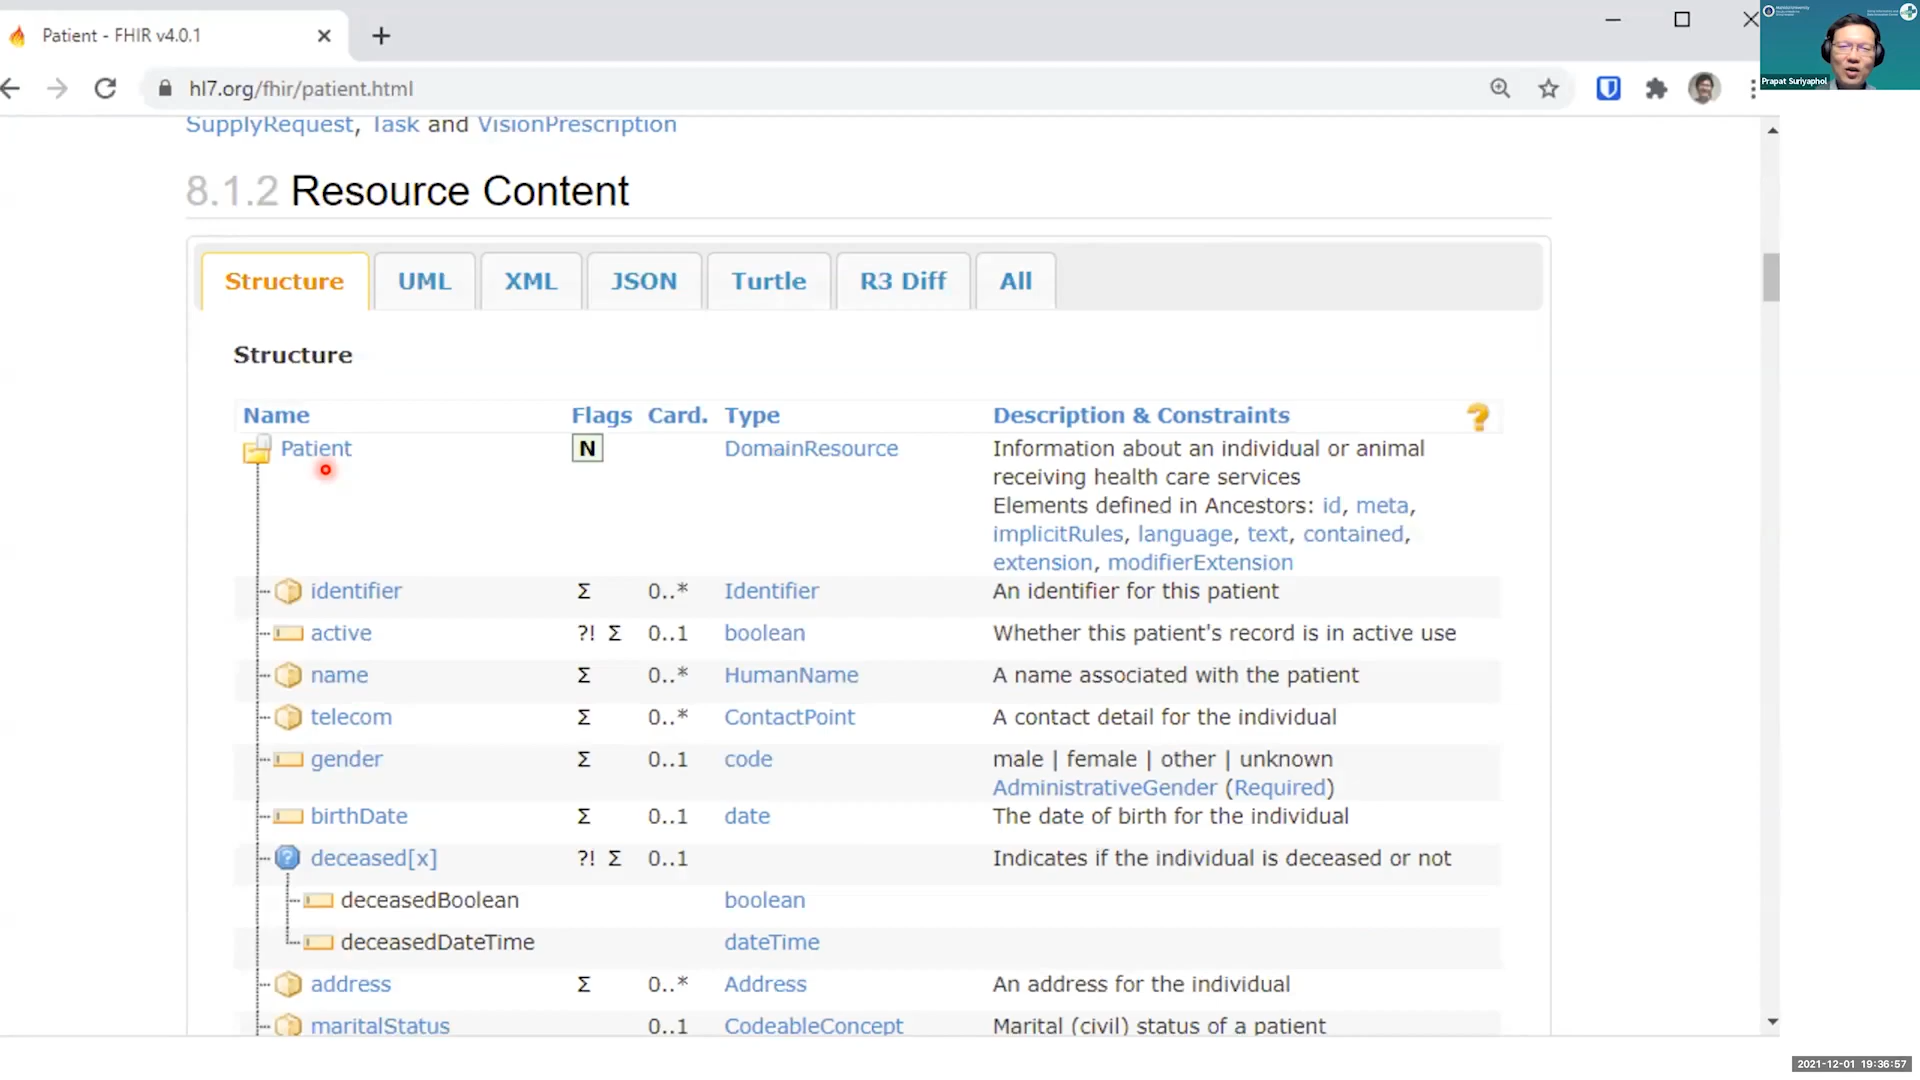 Patient - FHIR v4.0.1
hl7.org/fhir/patient.html
Prapat Suriyaphol
SupplyRequest, Task and VisionPrescription
8.1.2 Resource Content
Structure UML XML JSON Turtle R3 Diff All
Structure
Name Flags Card. Type Description & Constraints ?
Patient N DomainResource Information about an individual or animal
receiving health care services
Elements defined in Ancestors: id, meta,
implicitRules, language, text, contained,
extension, modifierExtension
identifier Σ 0..* Identifier An identifier for this patient
active ?! Σ 0..1 boolean Whether this patient's record is in active use
name Σ 0..* HumanName A name associated with the patient
telecom Σ 0..* ContactPoint A contact detail for the individual
gender Σ 0..1 code male | female | other | unknown
AdministrativeGender (Required)
birthDate Σ 0..1 date The date of birth for the individual
deceased[x] ?! Σ 0..1 Indicates if the individual is deceased or not
deceasedBoolean boolean
deceasedDateTime dateTime
address Σ 0..* Address An address for the individual
maritalStatus 0..1 CodeableConcept Marital (civil) status of a patient
2021-12-01 19:36:57